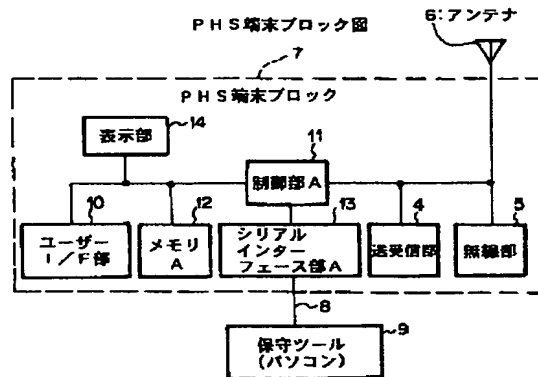 PHS端末ブロック図
6:アンテナ
7
PHS端末ブロック
表示部
14
11
制御部A
10
ユーザー
I/F部
12
メモリ
A
13
シリアル
インター
フェース部A
4
送受信部
5
無線部
8
保守ツール
(パソコン)
9